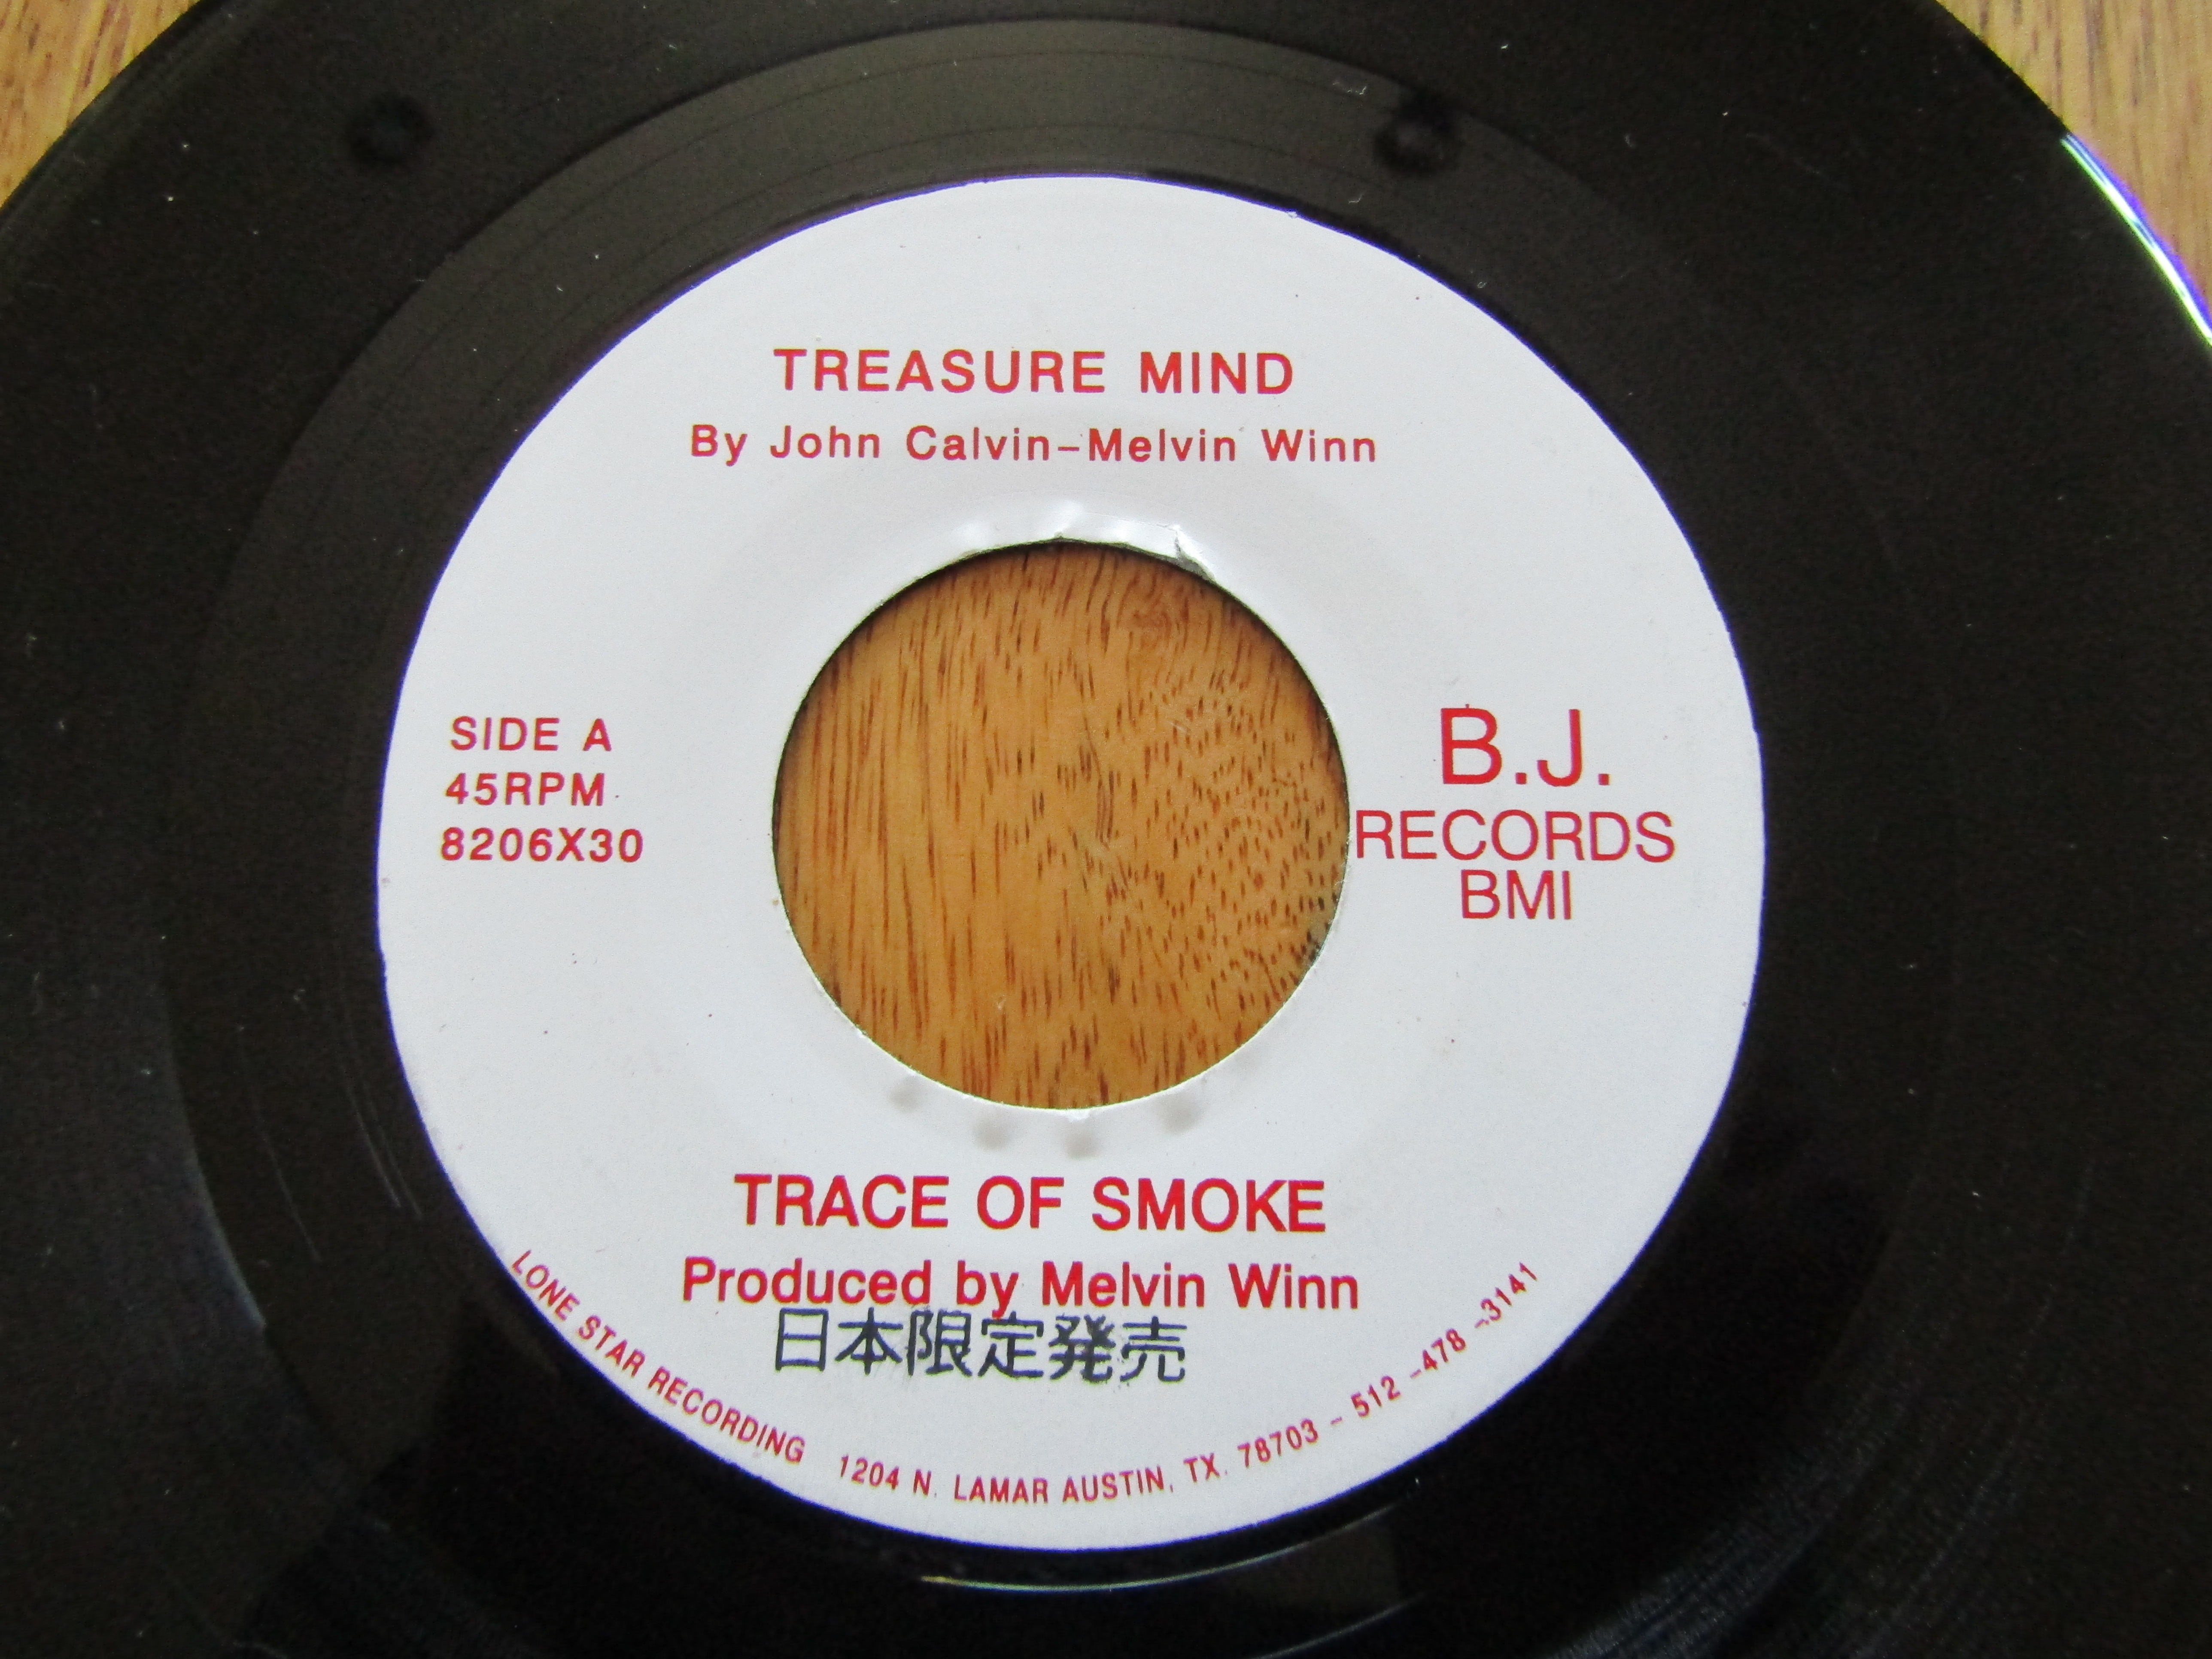 TREASURE MIND
By John Calvin–Melvin Winn
SIDE A
45RPM
8206X30
B.J.
RECORDS
BMI
TRACE OF SMOKE
Produced by Melvin Winn
日本限定発売
LONE STAR RECORDING 1204 N. LAMAR AUSTIN, TX. 78703 – 512 –478 –3141